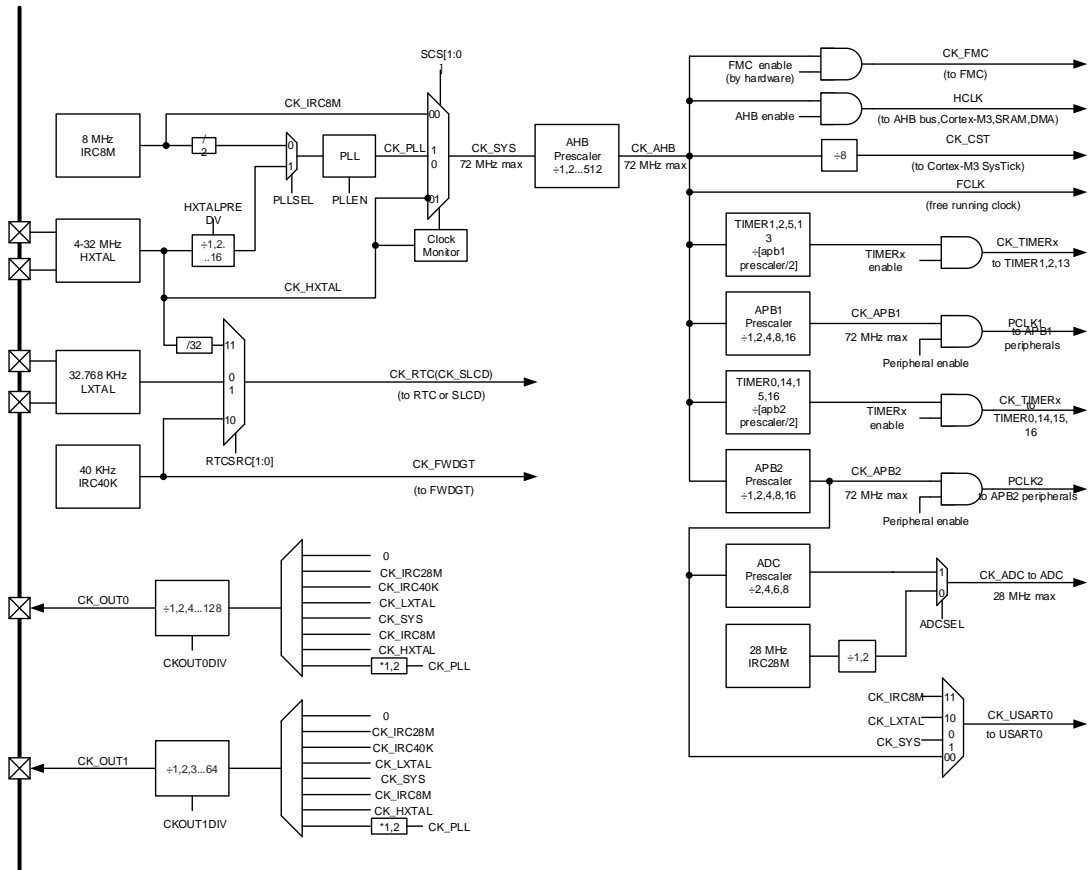 SCS[1:0
]
CK_IRC8M
8 MHz
IRC8M
/
2
0
1
PLLSEL
PLL
PLLEN
CK_PLL
00
1
0
01
CK_SYS
72 MHz max
AHB
Prescaler
÷1,2...512
CK_AHB
72 MHz max
Clock
Monitor
4-32 MHz
HXTAL
HXTALPRE
DV
÷1,2.
..16
CK_HXTAL
/32
11
0
1
10
RTCSRC[1:0]
32.768 KHz
LXTAL
CK_RTC(CK_SLCD)
(to RTC or SLCD)
40 KHz
IRC40K
CK_FWDGT
(to FWDGT)
CK_OUT0
÷1,2,4...128
CKOUT0DIV
0
CK_IRC28M
CK_IRC40K
CK_LXTAL
CK_SYS
CK_IRC8M
CK_HXTAL
*1,2
CK_PLL
CK_OUT1
÷1,2,3...64
CKOUT1DIV
0
CK_IRC28M
CK_IRC40K
CK_LXTAL
CK_SYS
CK_IRC8M
CK_HXTAL
*1,2
CK_PLL
FMC enable
(by hardware)
CK_FMC
(to FMC)
AHB enable
HCLK
(to AHB bus,Cortex-M3,SRAM,DMA)
÷8
CK_CST
(to Cortex-M3 SysTick)
FCLK
(free running clock)
TIMER1,2,5,1
3
÷[apb1
prescaler/2]
TIMERx
enable
CK_TIMERx
to TIMER1,2,13
APB1
Prescaler
÷1,2,4,8,16
CK_APB1
72 MHz max
Peripheral enable
PCLK1
to APB1
peripherals
TIMER0,14,1
5,16
÷[apb2
prescaler/2]
TIMERx
enable
CK_TIMERx
to
TIMER0,14,15,
16
APB2
Prescaler
÷1,2,4,8,16
CK_APB2
72 MHz max
Peripheral enable
PCLK2
to APB2 peripherals
ADC
Prescaler
÷2,4,6,8
1
0
ADCSEL
CK_ADC to ADC
28 MHz max
28 MHz
IRC28M
÷1,2
CK_IRC8M
11
CK_LXTAL
10
CK_SYS
0
1
00
CK_USART0
to USART0